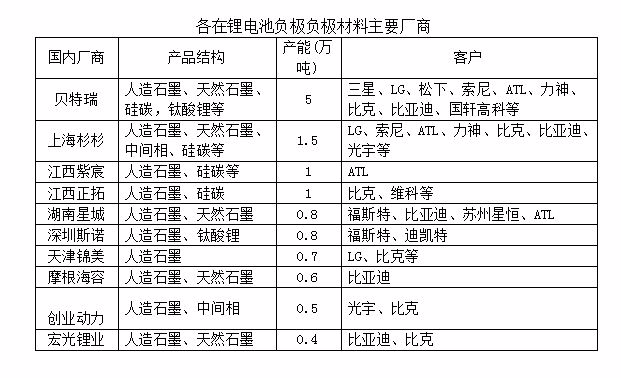 各在锂电池负极负极材料主要厂商
国内厂商 产品结构 产能(万吨) 客户
贝特瑞 人造石墨、天然石墨、硅碳，钛酸锂等 5 三星、LG、松下、索尼、ATL、力神、比克、比亚迪、国轩高科等
上海杉杉 人造石墨、天然石墨、中间相、硅碳等 1.5 LG、索尼、ATL、力神、比克、比亚迪、光宇等
江西紫宸 人造石墨、硅碳等 1 ATL
江西正拓 人造石墨、硅碳 1 比克、维科等
湖南星城 人造石墨、天然石墨 0.8 福斯特、比亚迪、苏州星恒、ATL
深圳斯诺 人造石墨、钛酸锂 0.8 福斯特、迪凯特
天津锦美 人造石墨 0.7 LG、比克等
摩根海容 人造石墨、天然石墨 0.6 比亚迪
创业动力 人造石墨、中间相 0.5 光宇、比克
宏光锂业 人造石墨、天然石墨 0.4 比亚迪、比克